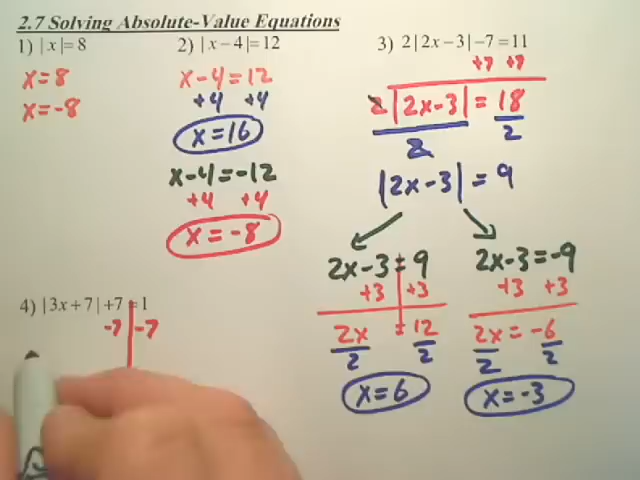 2.7 Solving Absolute-Value Equations
1) |x|=8
x=8
x=-8
2) |x-4|=12
x-4=12
+4 +4
x=16
x-4=-12
+4 +4
x=-8
3) 2|2x-3|-7=11
+7 +7
2|2x-3| = 18
2 2
|2x-3| = 9
2x-3=9
+3 +3
2x = 12
2 2
x=6
2x-3=-9
+3 +3
2x = -6
2 2
x=-3
4) |3x+7|+7=1
-7 -7